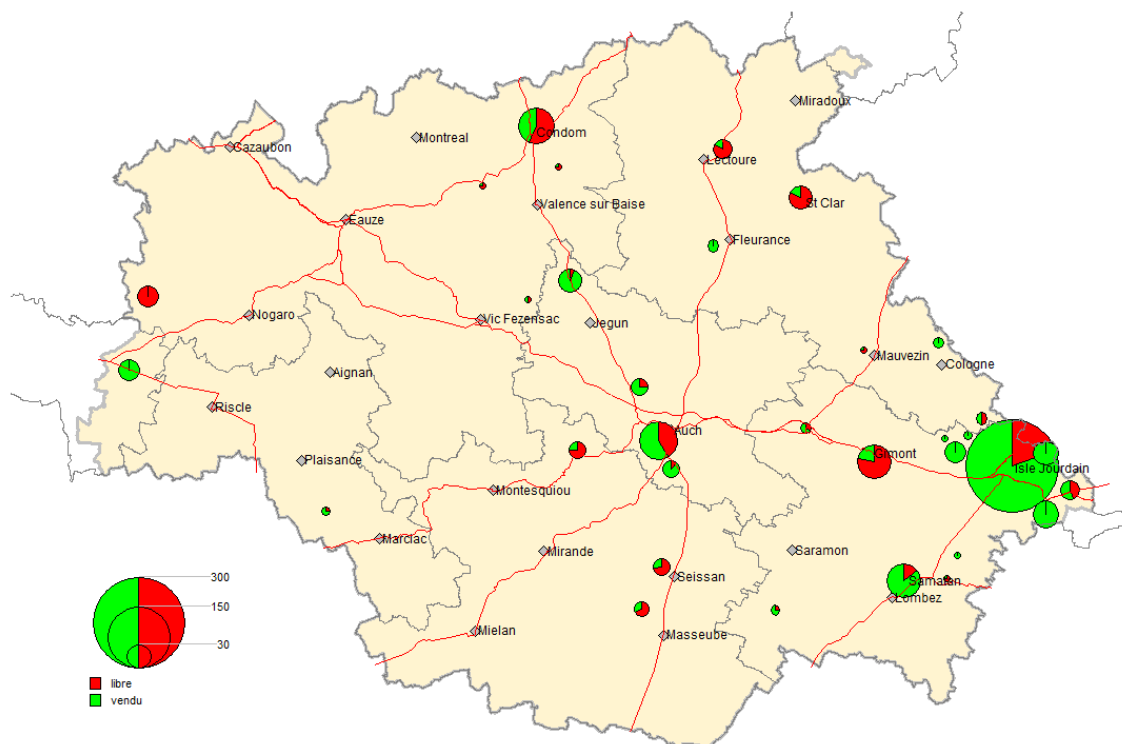 Miradoux
Condom
Montreal
Cazaubon
Lectoure
St Clar
Valence sur Baise
Eauze
Fleurance
Nogaro
Vic Fezensac
Jegun
Mauvezin
Cologne
Aignan
Riscle
Auch
Gimont
Isle Jourdain
Plaisance
Montesquiou
Marciac
Mirande
Saramon
Seissan
Samatan
Lombez
Mielan
Masseube
300
150
30
libre
vendu